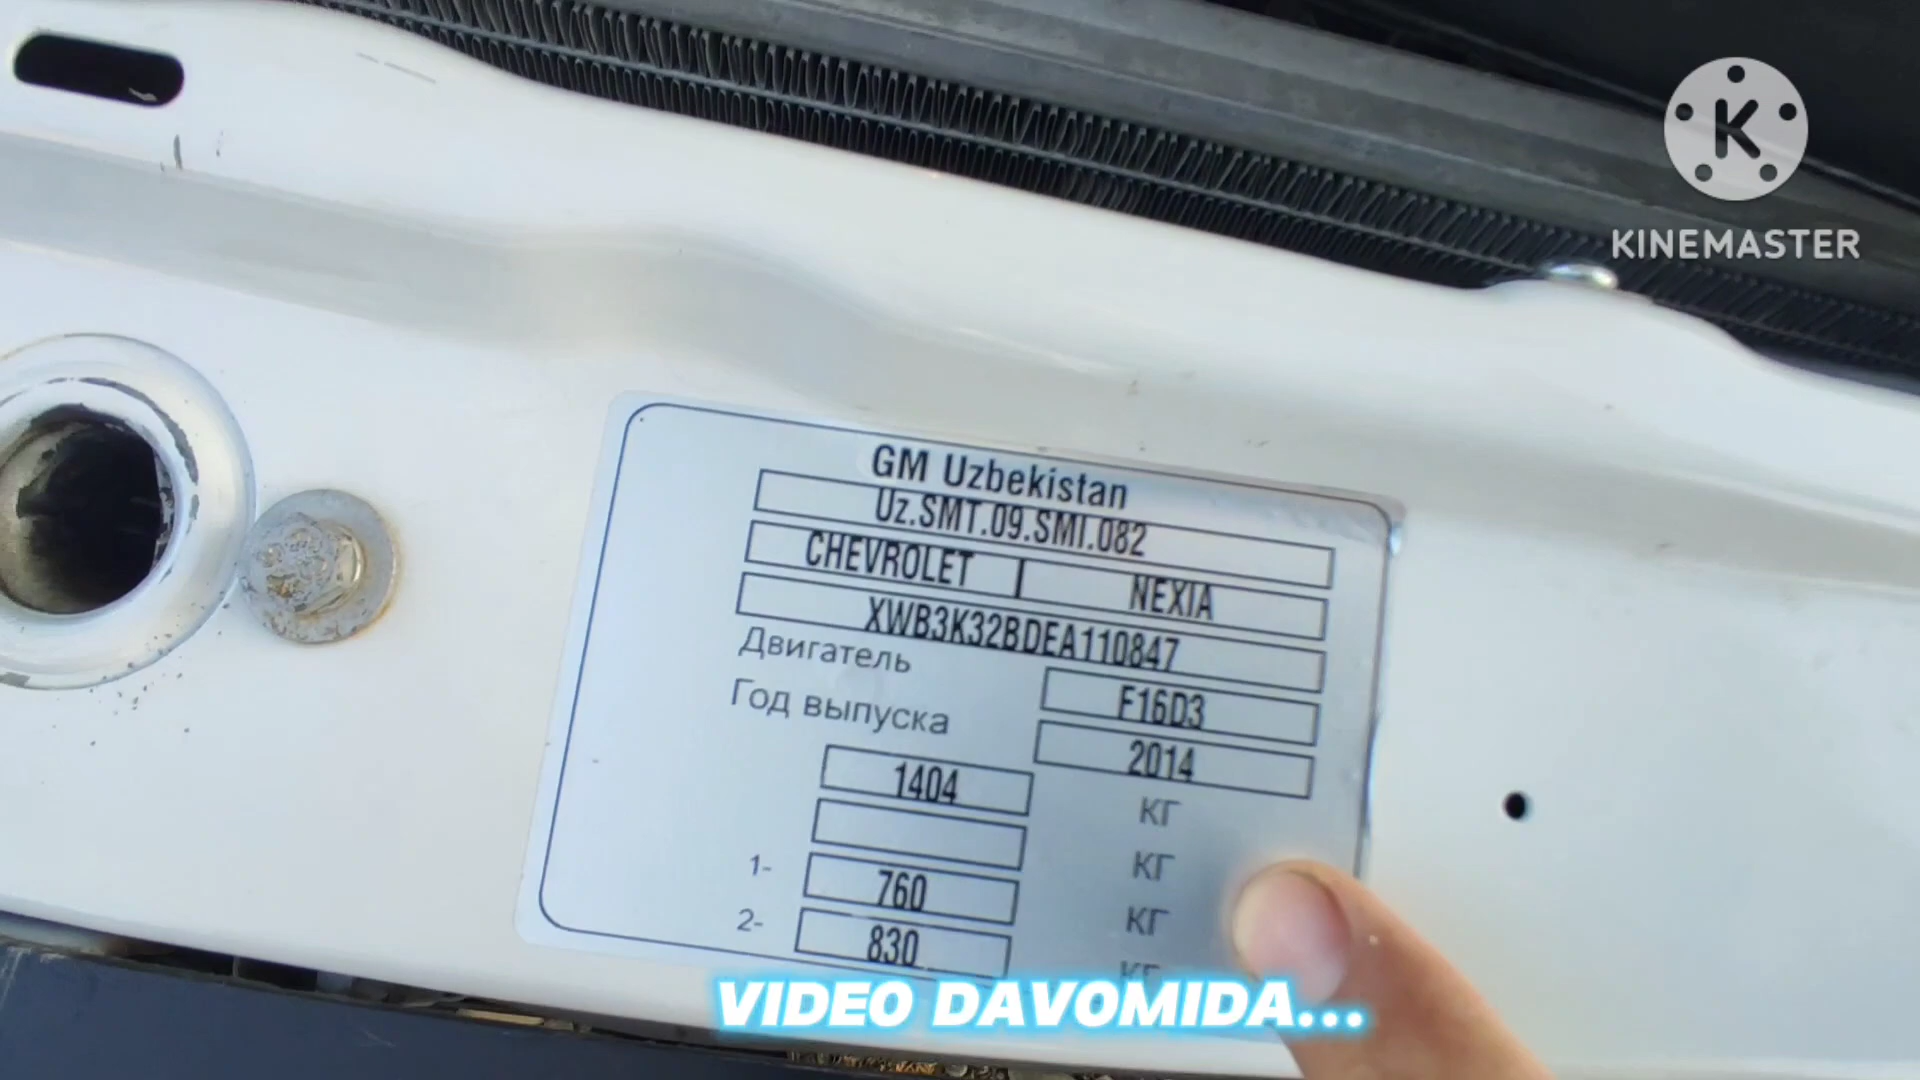 KINEMASTER
GM Uzbekistan
Uz.SMT.09.SMI.082
CHEVROLET NEXIA
XWB3K32BDEA110847
Двигатель F16D3
Год выпуска 2014
1404 КГ
КГ
1- 760 КГ
2- 830 КГ
VIDEO DAVOMIDA...